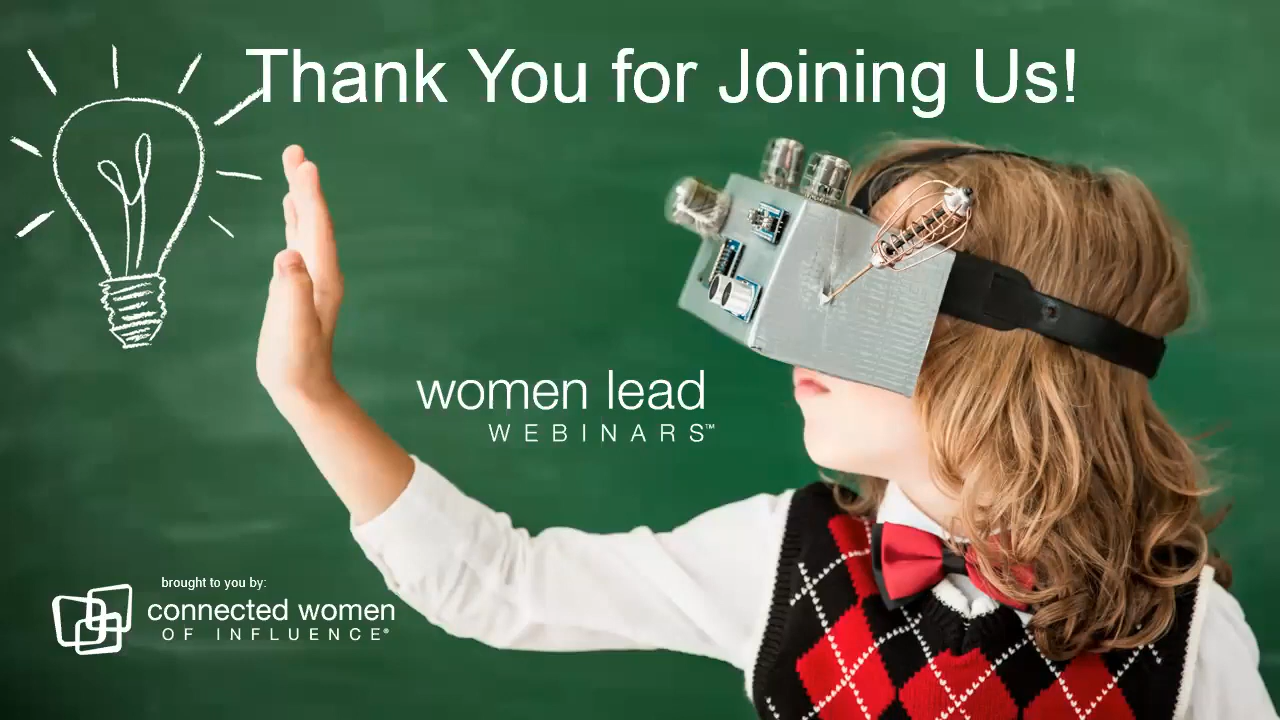 Thank You for Joining Us!
women lead
WEBINARS™
brought to you by:
connected women
OF INFLUENCE®